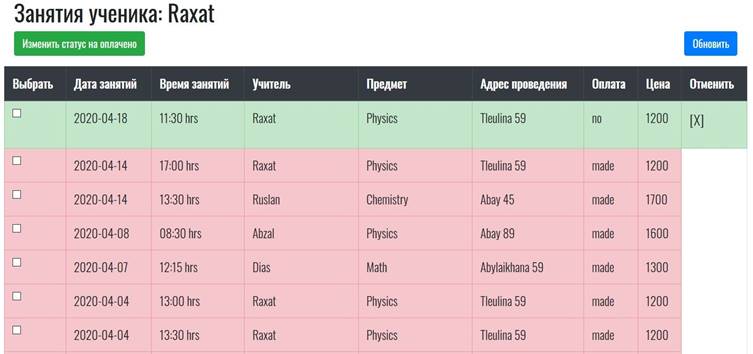 Занятия ученика: Raxat
Изменить статус на оплачено Обновить
Выбрать Дата занятий Время занятий Учитель Предмет Адрес проведения Оплата Цена Отменить
2020-04-18 11:30 hrs Raxat Physics Tleulina 59 no 1200 [X]
2020-04-14 17:00 hrs Raxat Physics Tleulina 59 made 1200
2020-04-14 13:30 hrs Ruslan Chemistry Abay 45 made 1700
2020-04-08 08:30 hrs Abzal Physics Abay 89 made 1600
2020-04-07 12:15 hrs Dias Math Abylaikhana 59 made 1300
2020-04-04 13:00 hrs Raxat Physics Tleulina 59 made 1200
2020-04-04 13:30 hrs Raxat Physics Tleulina 59 made 1200